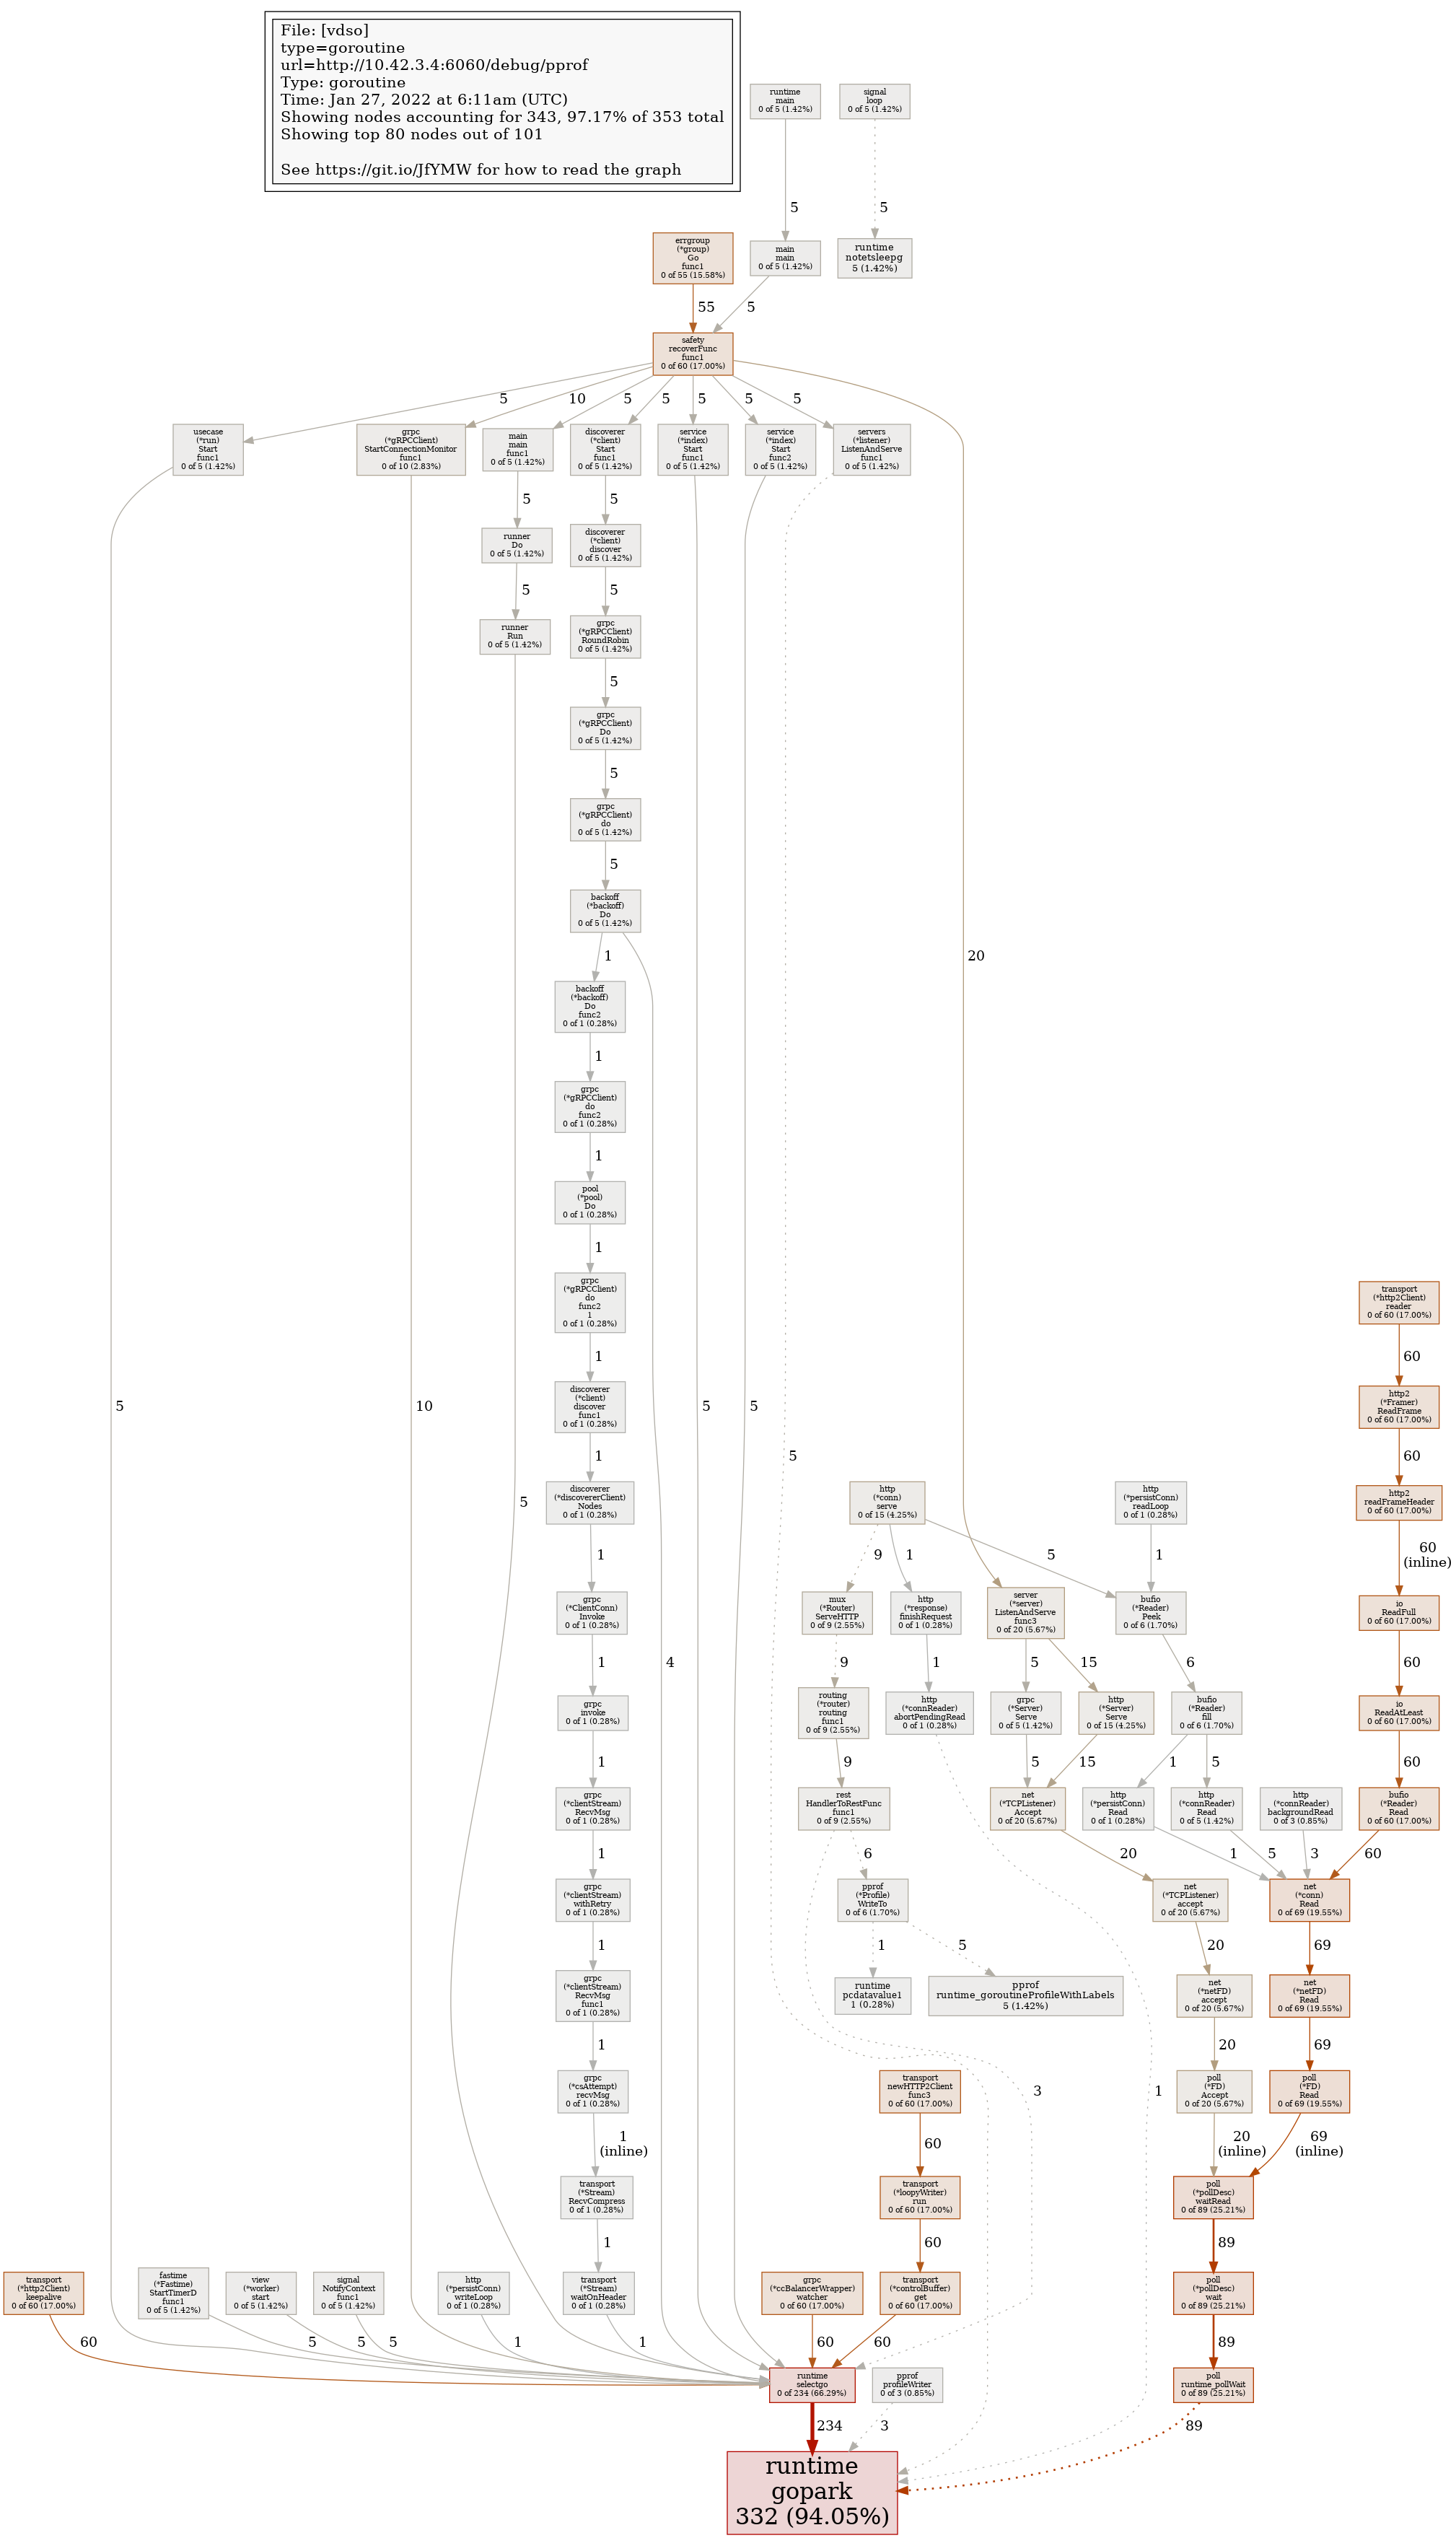 File: [vdso]
type=goroutine
url=http://10.42.3.4:6060/debug/pprof
Type: goroutine
Time: Jan 27, 2022 at 6:11am (UTC)
Showing nodes accounting for 343, 97.17% of 353 total
Showing top 80 nodes out of 101
See https://git.io/JfYMW for how to read the graph
runtime
main
0 of 5 (1.42%)
signal
loop
0 of 5 (1.42%)
5
5
errgroup
(*group)
Go
func1
0 of 55 (15.58%)
main
main
0 of 5 (1.42%)
runtime
notetsleepg
5 (1.42%)
55
5
safety
recoverFunc
func1
0 of 60 (17.00%)
5
10
5
5
5
5
5
usecase
(*run)
Start
func1
0 of 5 (1.42%)
grpc
(*gRPCClient)
StartConnectionMonitor
func1
0 of 10 (2.83%)
main
main
func1
0 of 5 (1.42%)
discoverer
(*client)
Start
func1
0 of 5 (1.42%)
service
(*index)
Start
func1
0 of 5 (1.42%)
service
(*index)
Start
func2
0 of 5 (1.42%)
servers
(*listener)
ListenAndServe
func1
0 of 5 (1.42%)
5
5
runner
Do
0 of 5 (1.42%)
discoverer
(*client)
discover
0 of 5 (1.42%)
5
5
runner
Run
0 of 5 (1.42%)
grpc
(*gRPCClient)
RoundRobin
0 of 5 (1.42%)
5
grpc
(*gRPCClient)
Do
0 of 5 (1.42%)
5
grpc
(*gRPCClient)
do
0 of 5 (1.42%)
5
backoff
(*backoff)
Do
0 of 5 (1.42%)
1
20
backoff
(*backoff)
Do
func2
0 of 1 (0.28%)
1
grpc
(*gRPCClient)
do
func2
0 of 1 (0.28%)
1
pool
(*pool)
Do
0 of 1 (0.28%)
1
grpc
(*gRPCClient)
do
func2
1
0 of 1 (0.28%)
transport
(*http2Client)
reader
0 of 60 (17.00%)
1
60
discoverer
(*client)
discover
func1
0 of 1 (0.28%)
http2
(*Framer)
ReadFrame
0 of 60 (17.00%)
5
10
5
5
1
5
60
discoverer
(*discovererClient)
Nodes
0 of 1 (0.28%)
5
http
(*conn)
serve
0 of 15 (4.25%)
http
(*persistConn)
readLoop
0 of 1 (0.28%)
http2
readFrameHeader
0 of 60 (17.00%)
1
9
1
5
1
60
(inline)
grpc
(*ClientConn)
Invoke
0 of 1 (0.28%)
mux
(*Router)
ServeHTTP
0 of 9 (2.55%)
http
(*response)
finishRequest
0 of 1 (0.28%)
server
(*server)
ListenAndServe
func3
0 of 20 (5.67%)
bufio
(*Reader)
Peek
0 of 6 (1.70%)
io
ReadFull
0 of 60 (17.00%)
1
4
9
1
5
15
6
60
grpc
invoke
0 of 1 (0.28%)
routing
(*router)
routing
func1
0 of 9 (2.55%)
http
(*connReader)
abortPendingRead
0 of 1 (0.28%)
grpc
(*Server)
Serve
0 of 5 (1.42%)
http
(*Server)
Serve
0 of 15 (4.25%)
bufio
(*Reader)
fill
0 of 6 (1.70%)
io
ReadAtLeast
0 of 60 (17.00%)
1
9
5
15
1
5
60
grpc
(*clientStream)
RecvMsg
0 of 1 (0.28%)
rest
HandlerToRestFunc
func1
0 of 9 (2.55%)
net
(*TCPListener)
Accept
0 of 20 (5.67%)
http
(*persistConn)
Read
0 of 1 (0.28%)
http
(*connReader)
Read
0 of 5 (1.42%)
http
(*connReader)
backgroundRead
0 of 3 (0.85%)
bufio
(*Reader)
Read
0 of 60 (17.00%)
1
6
20
1
5
3
60
grpc
(*clientStream)
withRetry
0 of 1 (0.28%)
pprof
(*Profile)
WriteTo
0 of 6 (1.70%)
net
(*TCPListener)
accept
0 of 20 (5.67%)
net
(*conn)
Read
0 of 69 (19.55%)
1
1
5
20
69
grpc
(*clientStream)
RecvMsg
func1
0 of 1 (0.28%)
runtime
pcdatavalue1
1 (0.28%)
pprof
runtime_goroutineProfileWithLabels
5 (1.42%)
net
(*netFD)
accept
0 of 20 (5.67%)
net
(*netFD)
Read
0 of 69 (19.55%)
1
20
69
grpc
(*csAttempt)
recvMsg
0 of 1 (0.28%)
transport
newHTTP2Client
func3
0 of 60 (17.00%)
3
1
poll
(*FD)
Accept
0 of 20 (5.67%)
poll
(*FD)
Read
0 of 69 (19.55%)
1
(inline)
60
20
(inline)
69
(inline)
transport
(*Stream)
RecvCompress
0 of 1 (0.28%)
transport
(*loopyWriter)
run
0 of 60 (17.00%)
poll
(*pollDesc)
waitRead
0 of 89 (25.21%)
1
60
89
transport
(*http2Client)
keepalive
0 of 60 (17.00%)
fastime
(*Fastime)
StartTimerD
func1
0 of 5 (1.42%)
view
(*worker)
start
0 of 5 (1.42%)
signal
NotifyContext
func1
0 of 5 (1.42%)
http
(*persistConn)
writeLoop
0 of 1 (0.28%)
transport
(*Stream)
waitOnHeader
0 of 1 (0.28%)
grpc
(*ccBalancerWrapper)
watcher
0 of 60 (17.00%)
transport
(*controlBuffer)
get
0 of 60 (17.00%)
poll
(*pollDesc)
wait
0 of 89 (25.21%)
60
5
5
5
1
1
60
60
89
runtime
selectgo
0 of 234 (66.29%)
pprof
profileWriter
0 of 3 (0.85%)
poll
runtime_pollWait
0 of 89 (25.21%)
234
3
89
runtime
gopark
332 (94.05%)